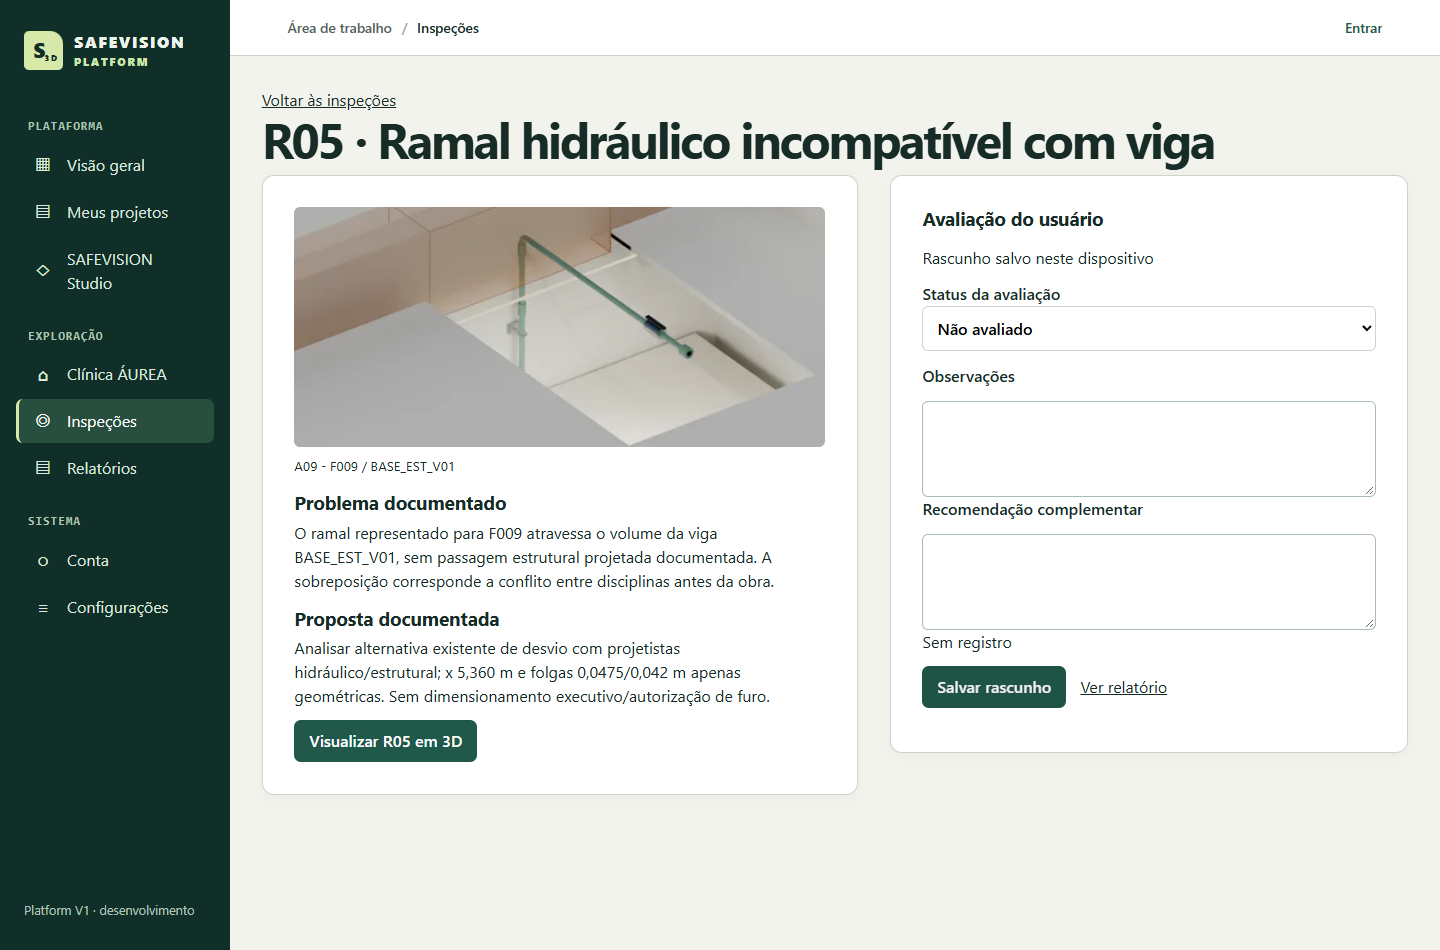 S3D
SAFEVISION
PLATFORM
PLATAFORMA
Visão geral
Meus projetos
SAFEVISION
Studio
EXPLORAÇÃO
Clínica ÁUREA
Inspeções
Relatórios
SISTEMA
Conta
Configurações
Platform V1 · desenvolvimento
Área de trabalho / Inspeções
Entrar
Voltar às inspeções
R05 · Ramal hidráulico incompatível com viga
A09 - F009 / BASE_EST_V01
Problema documentado
O ramal representado para F009 atravessa o volume da viga
BASE_EST_V01, sem passagem estrutural projetada documentada. A
sobreposição corresponde a conflito entre disciplinas antes da obra.
Proposta documentada
Analisar alternativa existente de desvio com projetistas
hidráulico/estrutural; x 5,360 m e folgas 0,0475/0,042 m apenas
geométricas. Sem dimensionamento executivo/autorização de furo.
Visualizar R05 em 3D
Avaliação do usuário
Rascunho salvo neste dispositivo
Status da avaliação
Não avaliado
Observações
Recomendação complementar
Sem registro
Salvar rascunho
Ver relatório